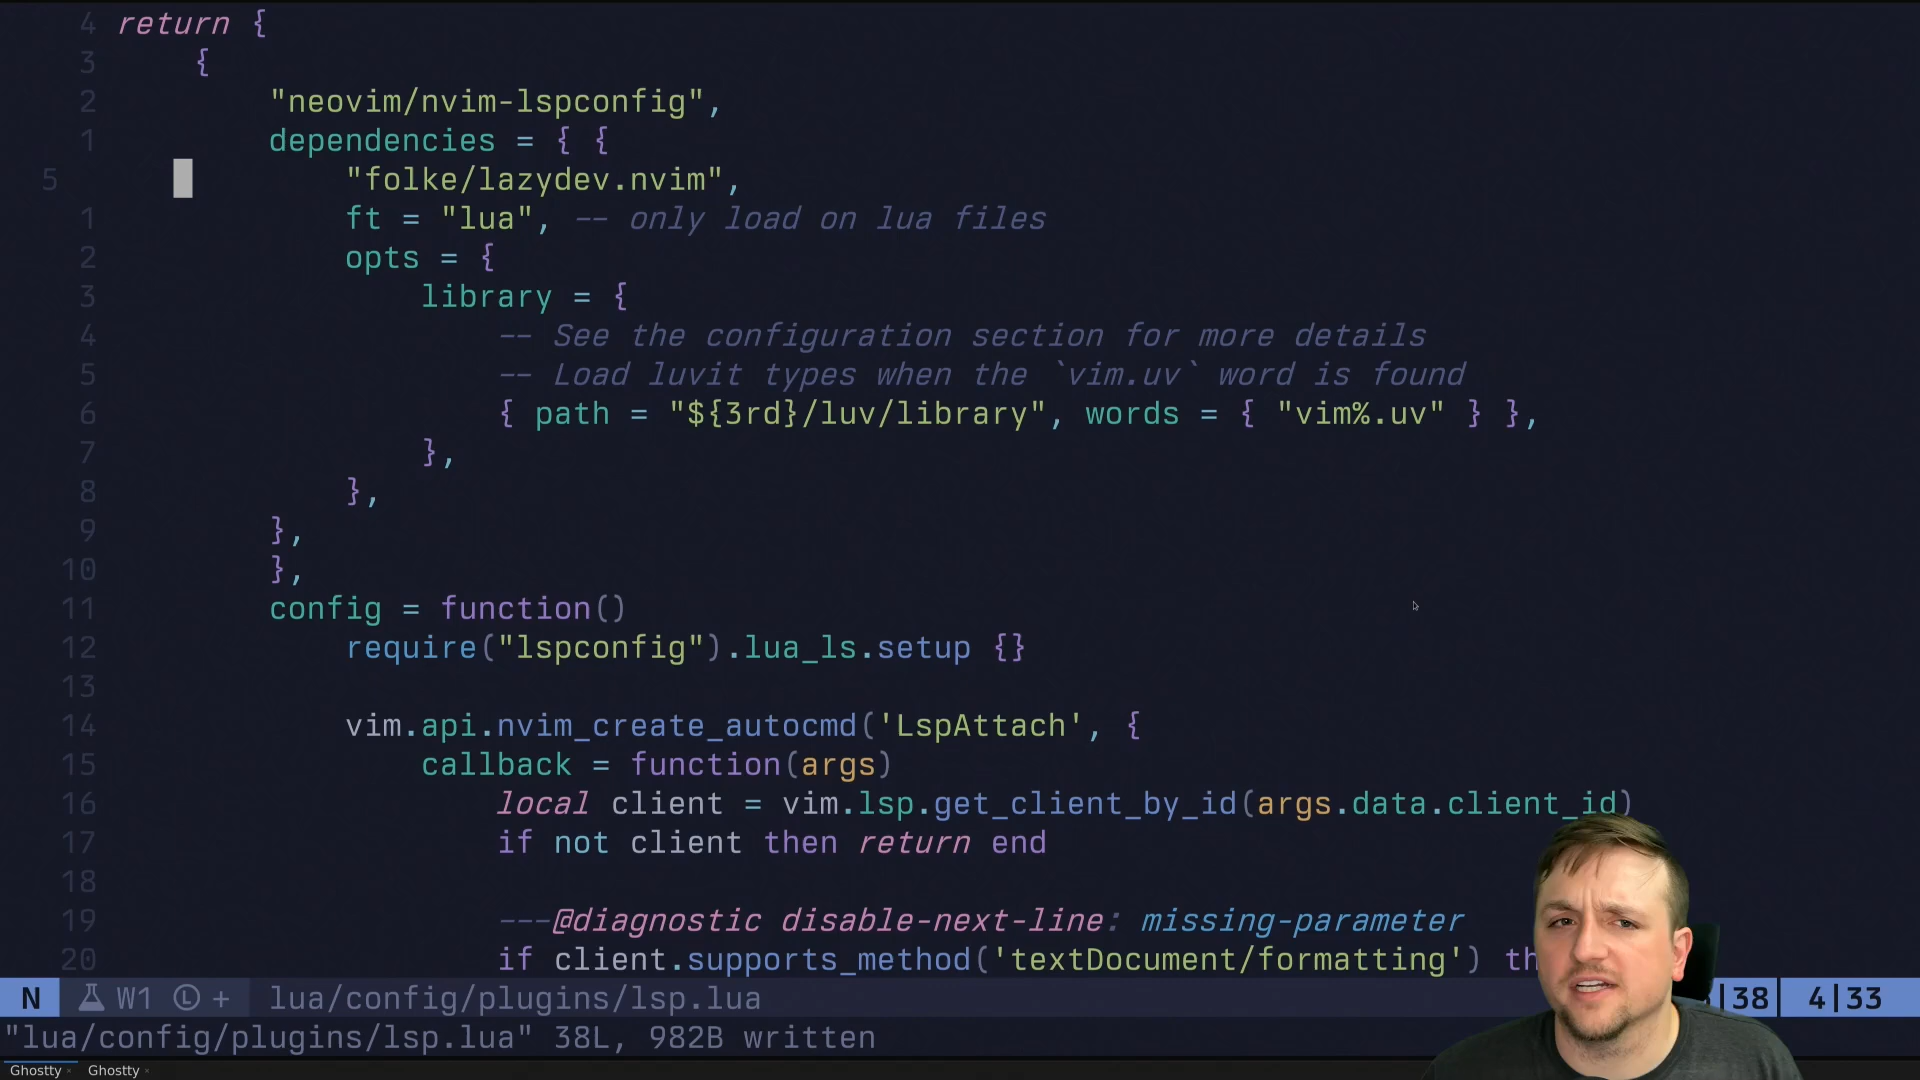 4 return {
3 {
2 "neovim/nvim-lspconfig",
1 dependencies = { {
5 "folke/lazydev.nvim",
1 ft = "lua", -- only load on lua files
2 opts = {
3 library = {
4 -- See the configuration section for more details
5 -- Load luvit types when the `vim.uv` word is found
6 { path = "${3rd}/luv/library", words = { "vim%.uv" } },
7 },
8 },
9 },
10 },
11 config = function()
12 require("lspconfig").lua_ls.setup {}
13
14 vim.api.nvim_create_autocmd('LspAttach', {
15 callback = function(args)
16 local client = vim.lsp.get_client_by_id(args.data.client_id)
17 if not client then return end
18
19 ---@diagnostic disable-next-line: missing-parameter
20 if client.supports_method('textDocument/formatting') th
N W1 L + lua/config/plugins/lsp.lua |38 4|33
"lua/config/plugins/lsp.lua" 38L, 982B written
Ghostty Ghostty